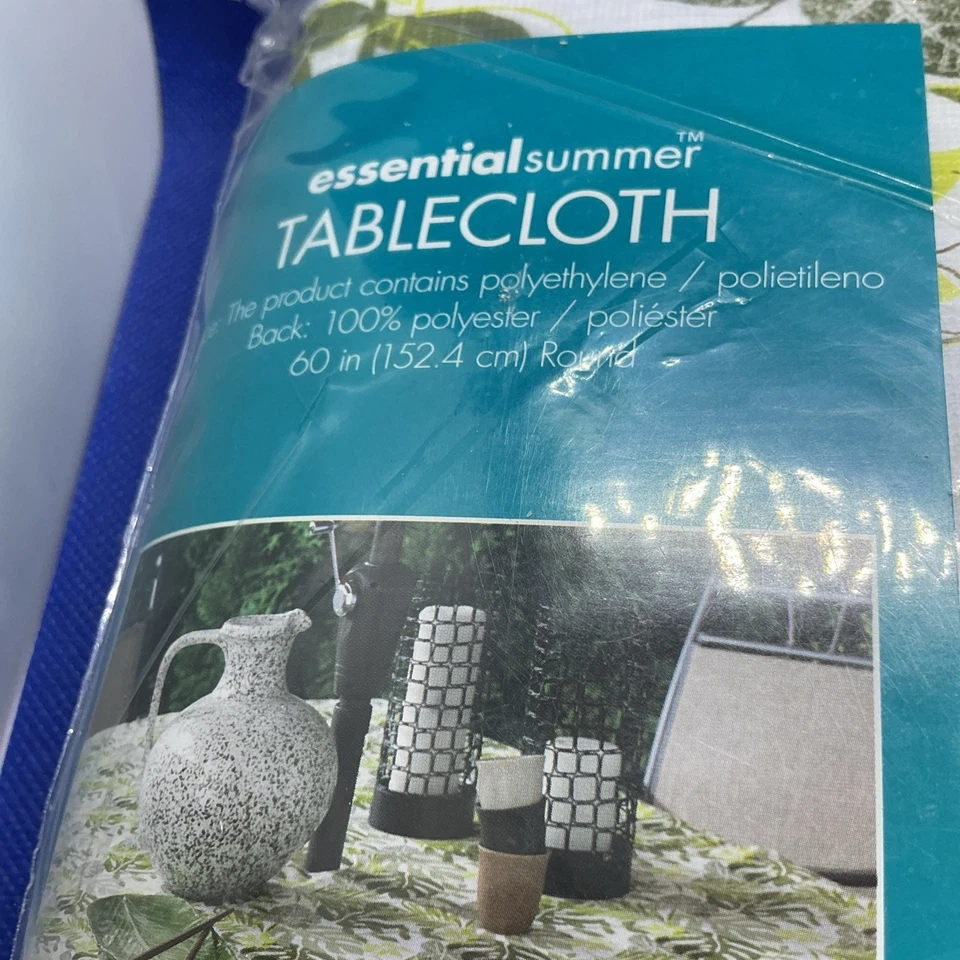 essentialsummer™
TABLECLOTH
The product contains polyethylene / polietileno
Back: 100% polyester / poliéster
60 in (152.4 cm) Round